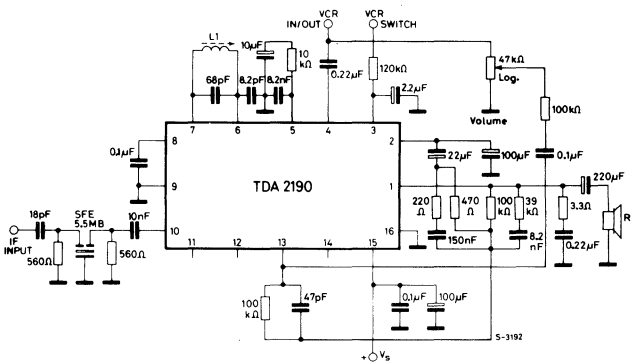 VCR IN/OUT
VCR SWITCH
L1
10µF
10 kΩ
68pF
8.2pF
8.2nF
0.22µF
120kΩ
47kΩ Log.
2.2µF
Volume
100kΩ
7
6
5
4
3
0.1µF
8
2
22µF
100µF
0.1µF
TDA 2190
220µF
9
1
18pF
SFE 5.5MB
10nF
220 Ω
470 Ω
100 kΩ
39 kΩ
3.3Ω
R
IF INPUT
560Ω
560Ω
10
16
150nF
8.2 nF
0.22µF
11
12
13
14
15
100 kΩ
47pF
0.1µF
100µF
S-3192
+ Vs